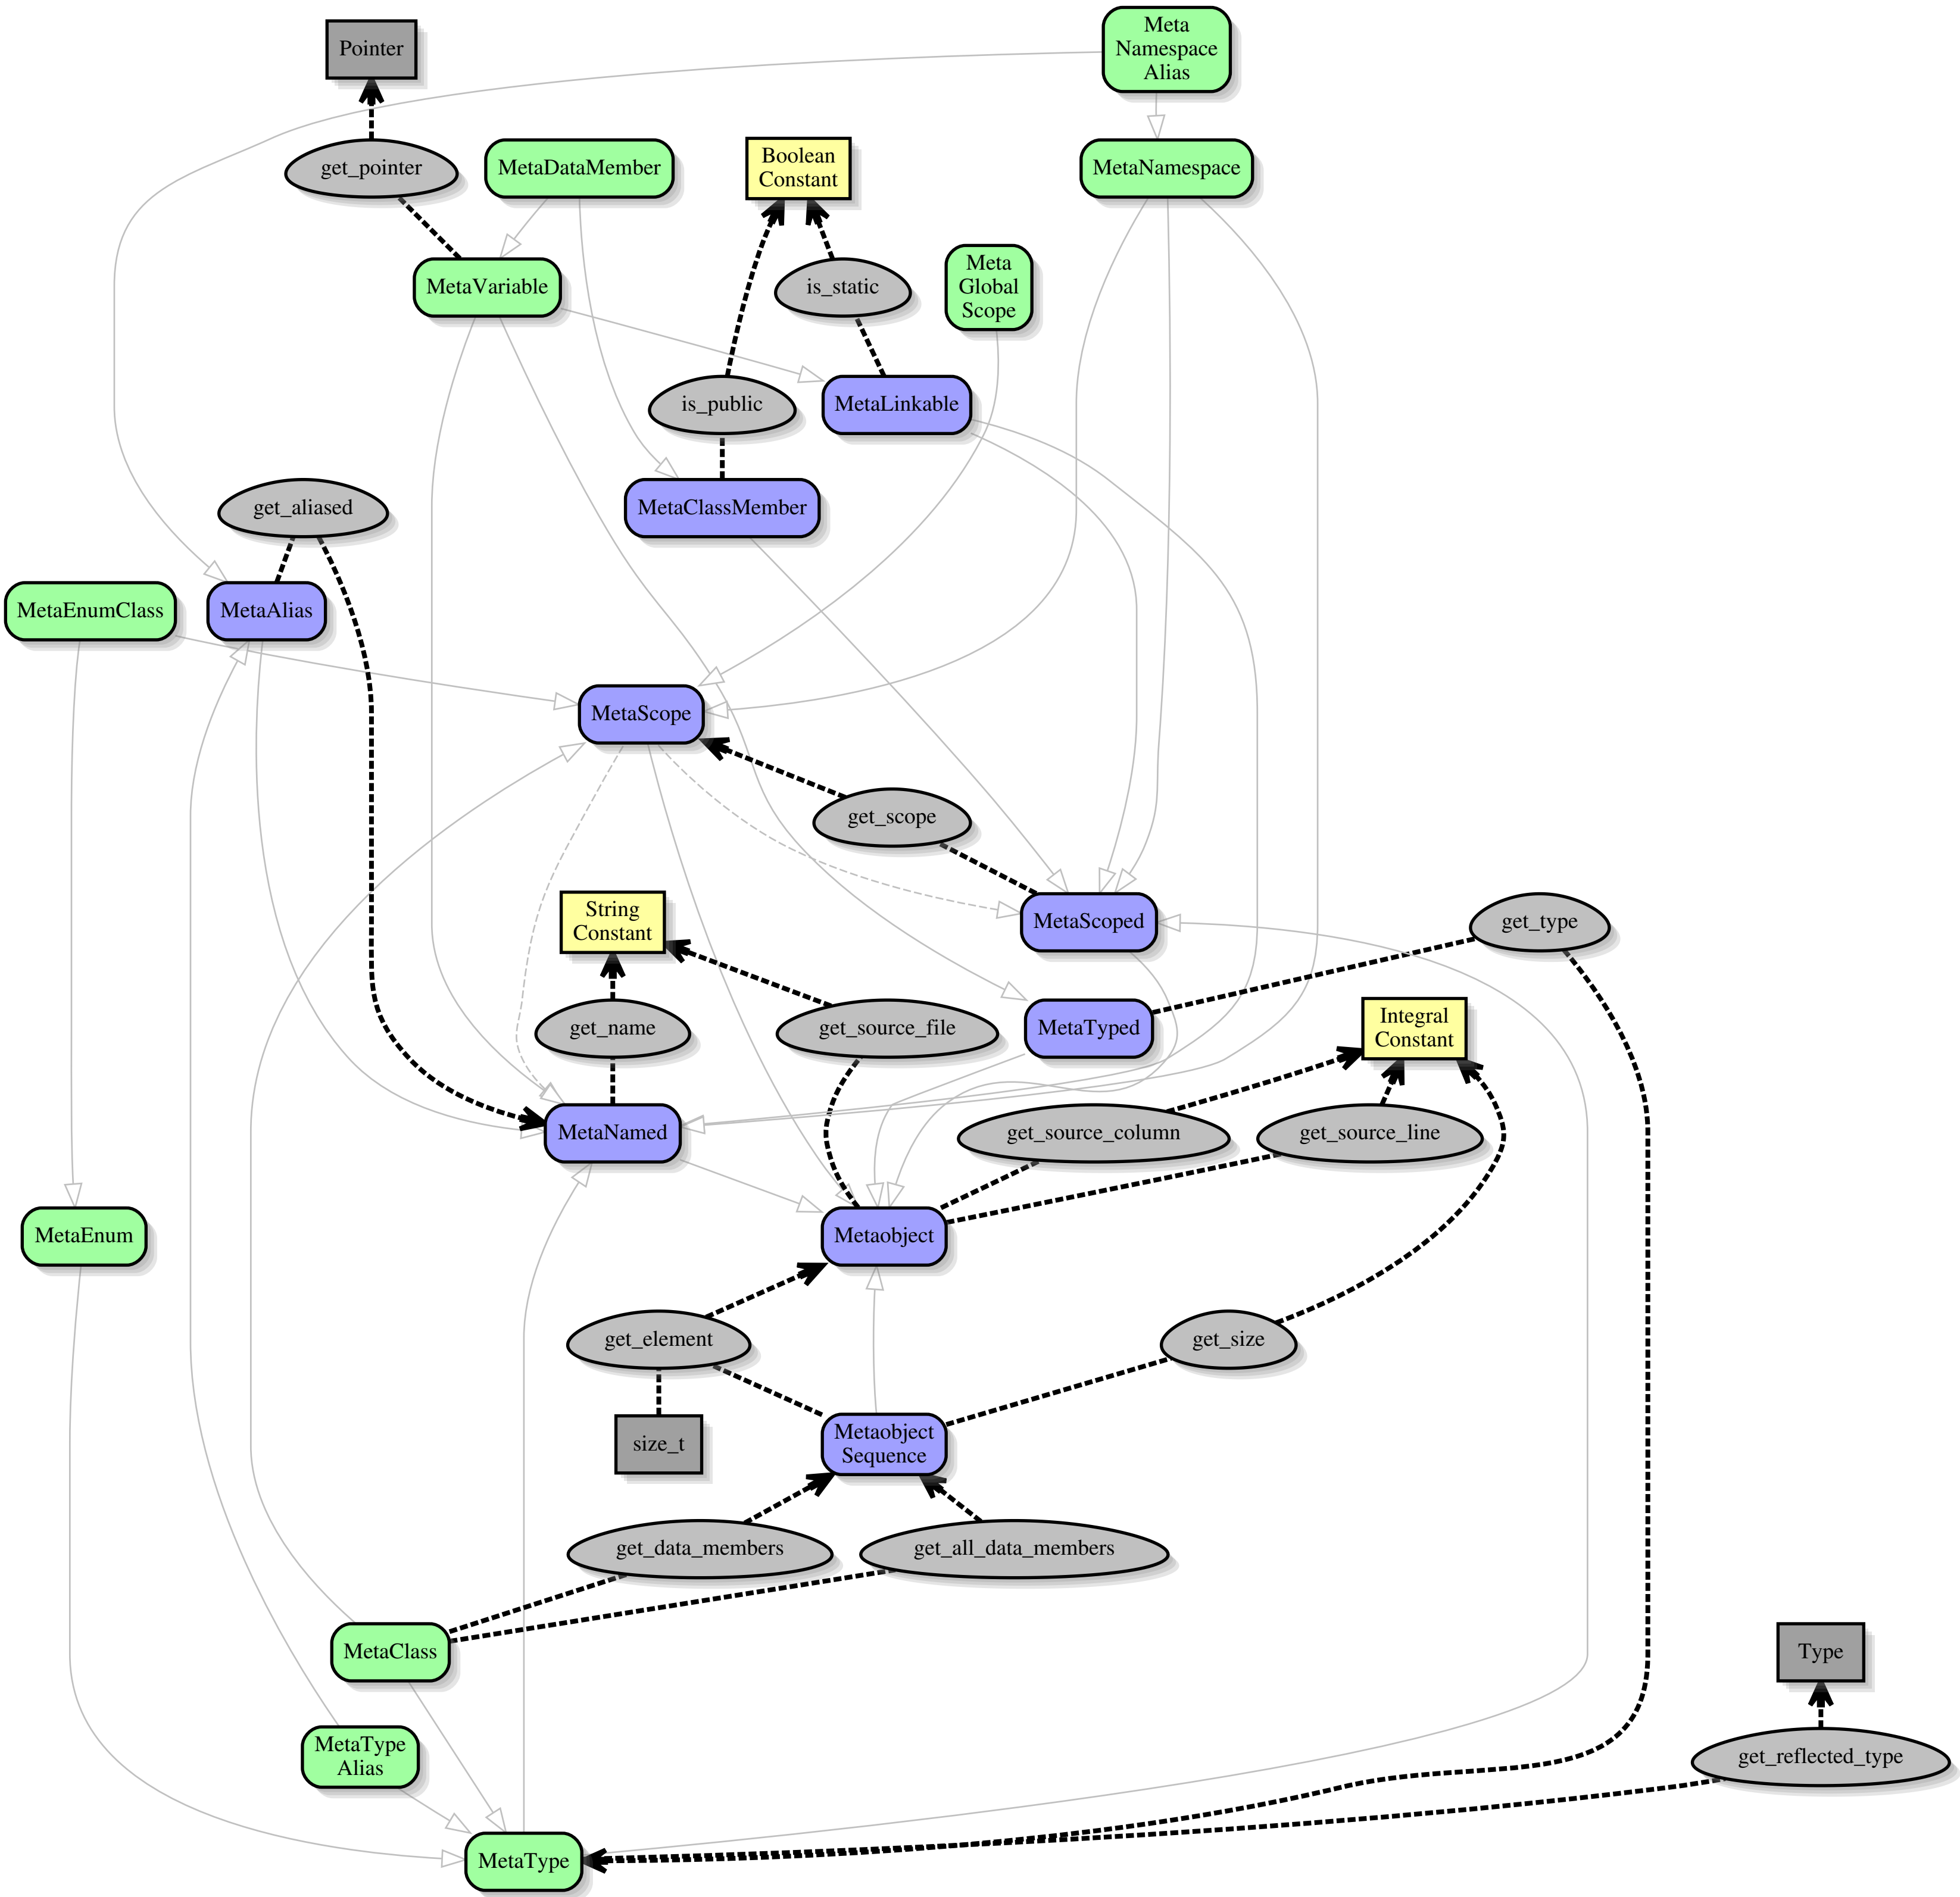 Meta
Namespace
Alias
Pointer
get_pointer
MetaDataMember
Boolean
Constant
MetaNamespace
MetaVariable
is_static
Meta
Global
Scope
is_public
MetaLinkable
get_aliased
MetaClassMember
MetaEnumClass
MetaAlias
MetaScope
get_scope
String
Constant
MetaScoped
get_type
get_name
get_source_file
MetaTyped
Integral
Constant
MetaNamed
get_source_column
get_source_line
MetaEnum
Metaobject
get_element
get_size
size_t
Metaobject
Sequence
get_data_members
get_all_data_members
MetaClass
Type
MetaType
Alias
get_reflected_type
MetaType